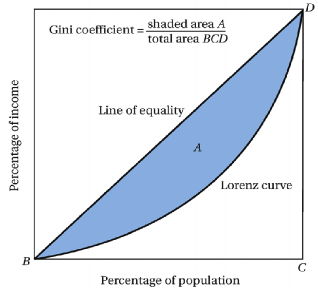 D
Gini coefficient = shaded area A
total area BCD
Line of equality
A
Lorenz curve
Percentage of income
B
C
Percentage of population